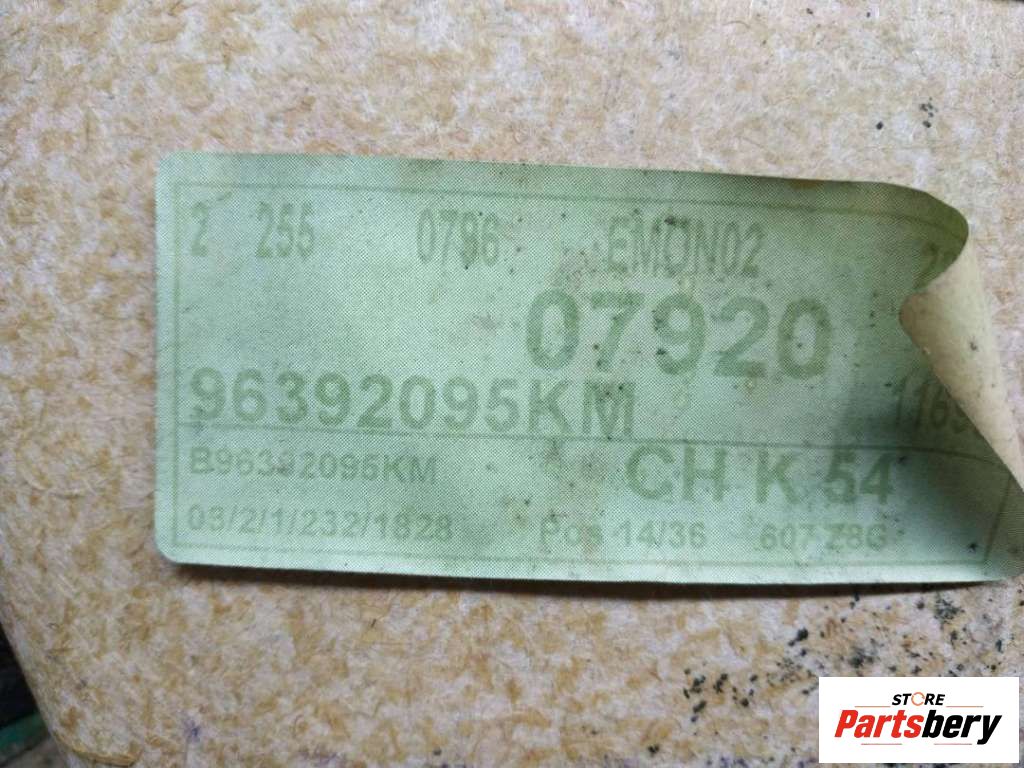 2 255 0796 EMON02
07920
96392095KM
B96392095KM CH K 54
03/2/1/232/1828 Pos 14/36 607 Z8G
STORE
Partsbery